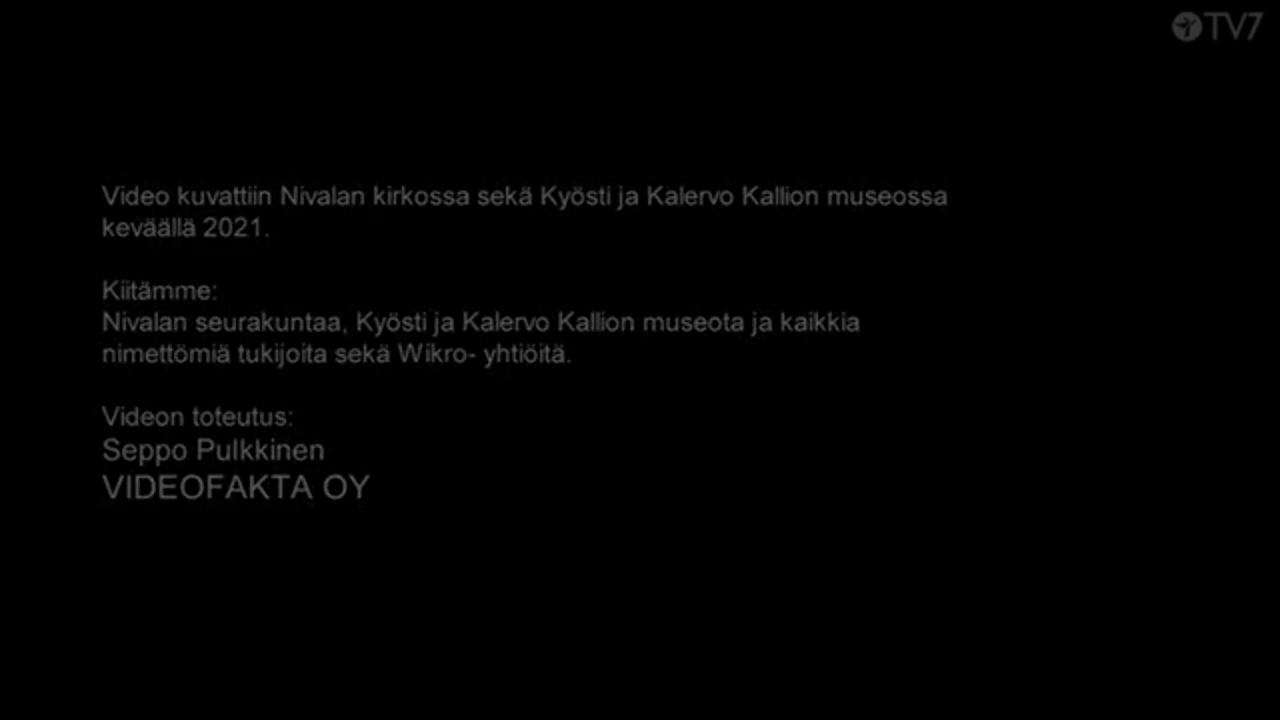 TV7
Video kuvattiin Nivalan kirkossa sekä Kyösti ja Kalervo Kallion museossa
keväällä 2021.
Kiitämme:
Nivalan seurakuntaa, Kyösti ja Kalervo Kallion museota ja kaikkia
nimettömiä tukijoita sekä Wikro- yhtiöitä.
Videon toteutus:
Seppo Pulkkinen
VIDEOFAKTA OY